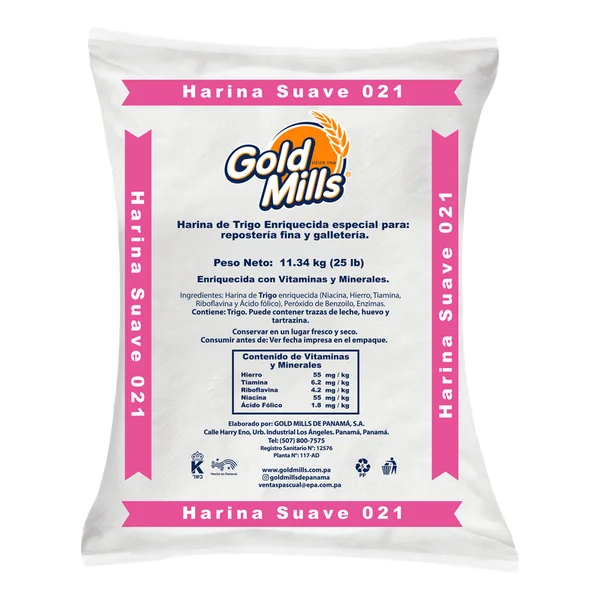 Harina Suave 021
Gold
DESDE 1948
Mills®
Harina de Trigo Enriquecida especial para:
repostería fina y galletería.
Peso Neto: 11.34 kg (25 lb)
Enriquecida con Vitaminas y Minerales.
Ingredientes: Harina de Trigo enriquecida (Niacina, Hierro, Tiamina,
Riboflavina y Ácido fólico), Peróxido de Benzoilo, Enzimas.
Contiene: Trigo. Puede contener trazas de leche, huevo y
tartrazina.
Conservar en un lugar fresco y seco.
Consumir antes de: Ver fecha impresa en el empaque.
Contenido de Vitaminas
y Minerales
Hierro 55 mg / kg
Tiamina 6.2 mg / kg
Riboflavina 4.2 mg / kg
Niacina 55 mg / kg
Ácido Fólico 1.8 mg / kg
Elaborado por: GOLD MILLS DE PANAMÁ, S.A.
Calle Harry Eno, Urb. Industrial Los Ángeles. Panamá, Panamá.
Tel: (507) 800-7575
Registro Sanitario N°: 12576
Planta N°: 117-AD
K
Hecho en Panamá
PP
www.goldmills.com.pa
goldmillsdepanama
ventaspascual@epa.com.pa
Harina Suave 021
Harina Suave 021
Harina Suave 021